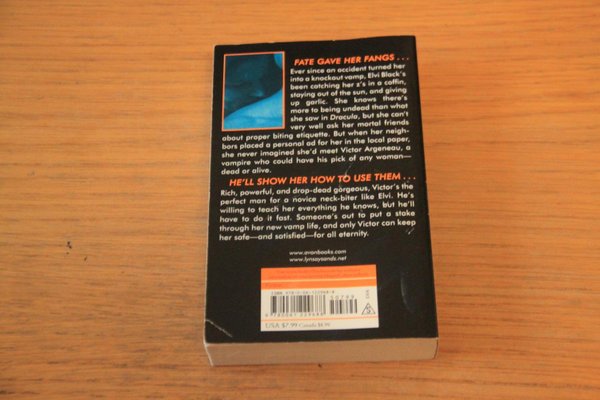 FATE GAVE HER FANGS . . .
Ever since an accident turned her
into a knockout vamp, Elvi Black's
been catching her z's in a coffin,
staying out of the sun, and giving
up garlic. She knows there's
more to being undead than what
she saw in Dracula, but she can't
very well ask her mortal friends
about proper biting etiquette. But when her neigh-
bors placed a personal ad for her in the local paper,
she never imagined she'd meet Victor Argeneau, a
vampire who could have his pick of any woman—
dead or alive.
HE'LL SHOW HER HOW TO USE THEM . . .
Rich, powerful, and drop-dead gorgeous, Victor's the
perfect man for a novice neck-biter like Elvi. He's
willing to teach her everything he knows, but he'll
have to do it fast. Someone's out to put a stake
through her new vamp life, and only Victor can keep
her safe—and satisfied—for all eternity.
www.avonbooks.com
www.lynsaysands.net
50799
USA $7.99 Canada $8.99